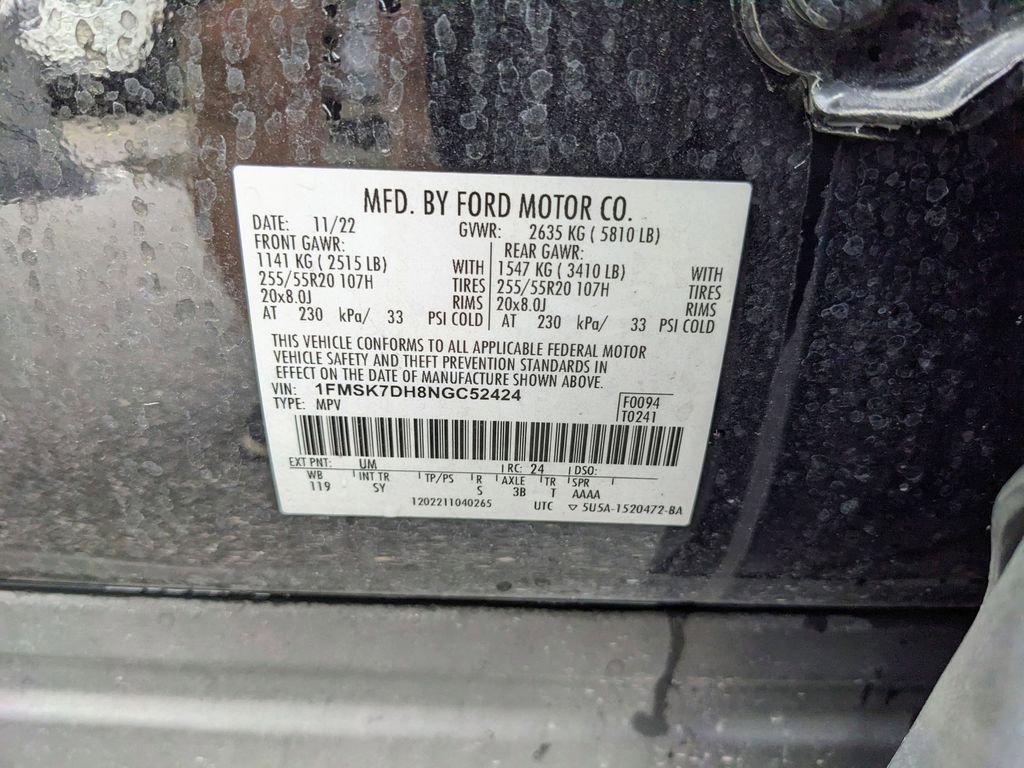 MFD. BY FORD MOTOR CO.
DATE: 11/22 GVWR: 2635 KG ( 5810 LB)
FRONT GAWR: REAR GAWR:
1141 KG ( 2515 LB) WITH 1547 KG ( 3410 LB) WITH
255/55R20 107H TIRES 255/55R20 107H TIRES
20x8.0J RIMS 20x8.0J RIMS
AT 230 kPa/ 33 PSI COLD AT 230 kPa/ 33 PSI COLD
THIS VEHICLE CONFORMS TO ALL APPLICABLE FEDERAL MOTOR
VEHICLE SAFETY AND THEFT PREVENTION STANDARDS IN
EFFECT ON THE DATE OF MANUFACTURE SHOWN ABOVE.
VIN: 1FMSK7DH8NGC52424 F0094
TYPE: MPV T0241
EXT PNT: UM RC: 24 DSO:
WB INT TR TP/PS R AXLE TR SPR
119 SY S 3B T AAAA
1202211040265 UTC ▽ 5U5A-1520472-BA